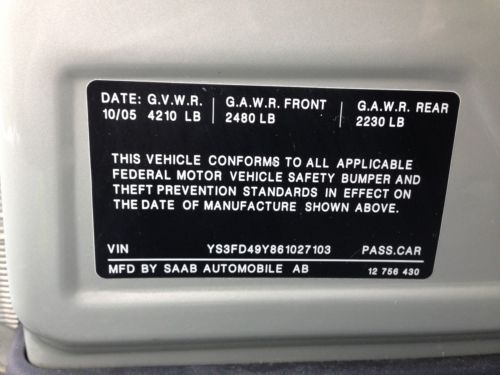 DATE: G.V.W.R. G.A.W.R. FRONT G.A.W.R. REAR
10/05 4210 LB 2480 LB 2230 LB
THIS VEHICLE CONFORMS TO ALL APPLICABLE
FEDERAL MOTOR VEHICLE SAFETY BUMPER AND
THEFT PREVENTION STANDARDS IN EFFECT ON
THE DATE OF MANUFACTURE SHOWN ABOVE.
VIN YS3FD49Y861027103 PASS.CAR
MFD BY SAAB AUTOMOBILE AB 12 756 430